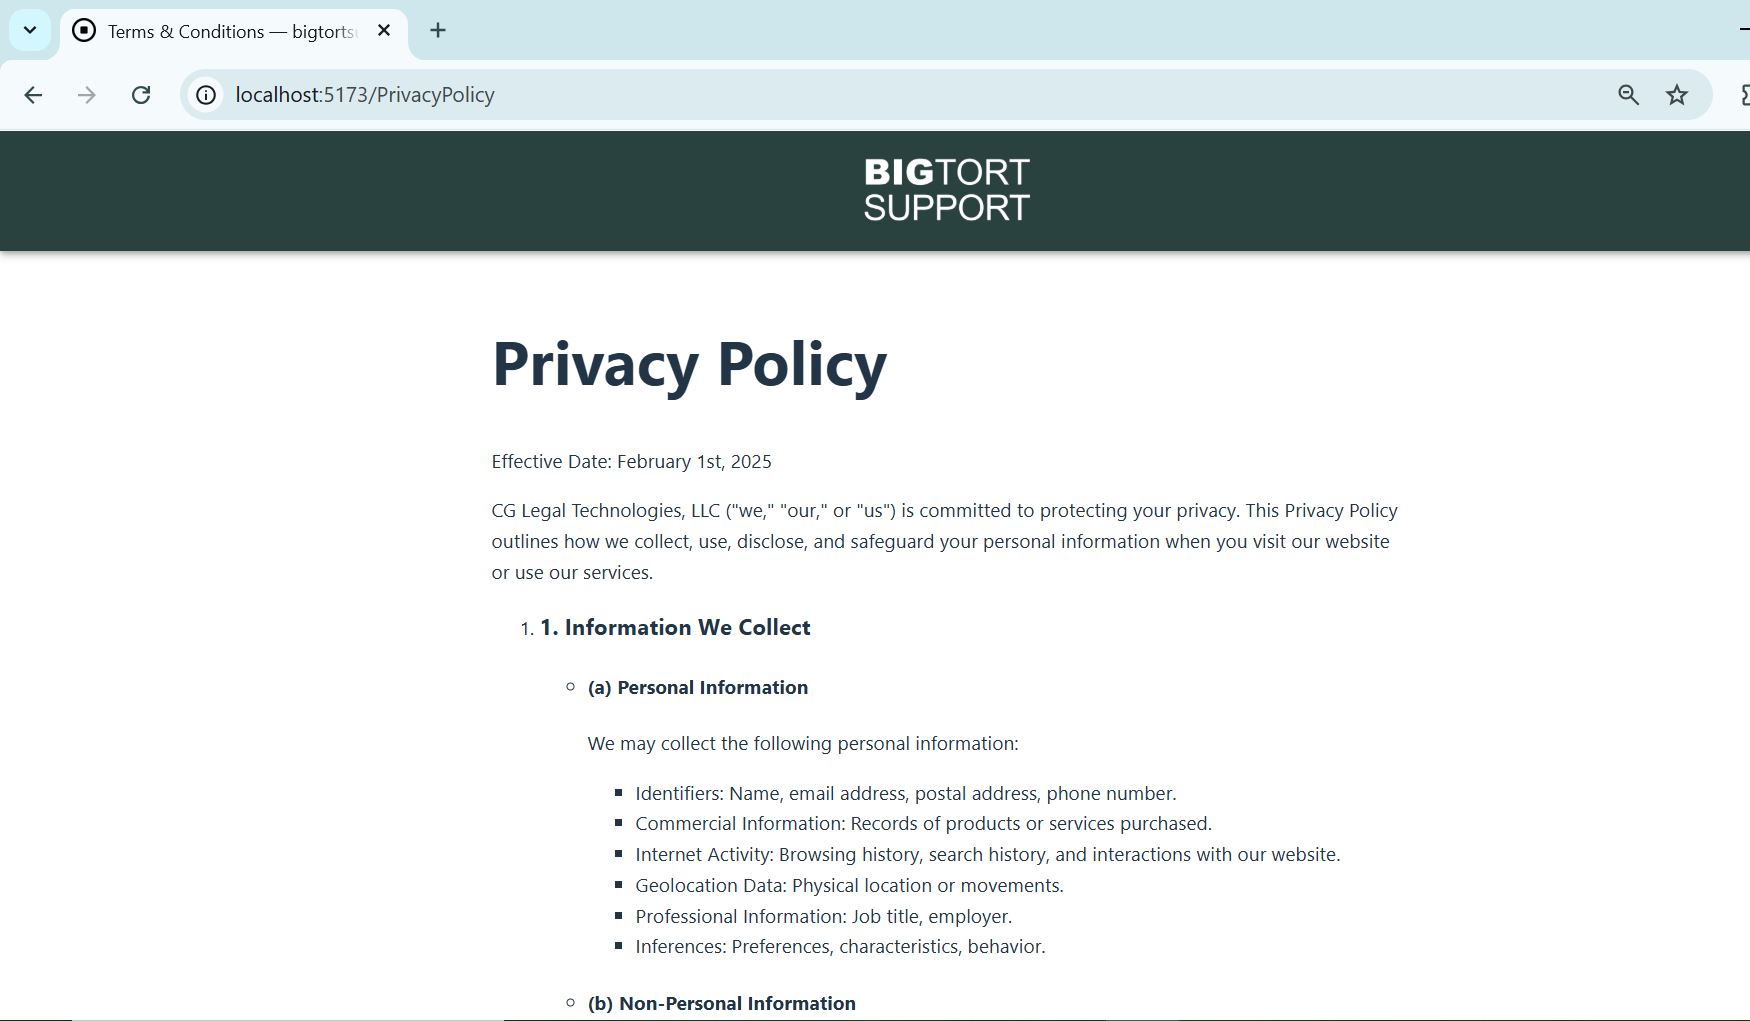 Terms & Conditions — bigtorts
localhost:5173/PrivacyPolicy
BIGTORT
SUPPORT
Privacy Policy
Effective Date: February 1st, 2025
CG Legal Technologies, LLC ("we," "our," or "us") is committed to protecting your privacy. This Privacy Policy
outlines how we collect, use, disclose, and safeguard your personal information when you visit our website
or use our services.
1. 1. Information We Collect
(a) Personal Information
We may collect the following personal information:
Identifiers: Name, email address, postal address, phone number.
Commercial Information: Records of products or services purchased.
Internet Activity: Browsing history, search history, and interactions with our website.
Geolocation Data: Physical location or movements.
Professional Information: Job title, employer.
Inferences: Preferences, characteristics, behavior.
(b) Non-Personal Information